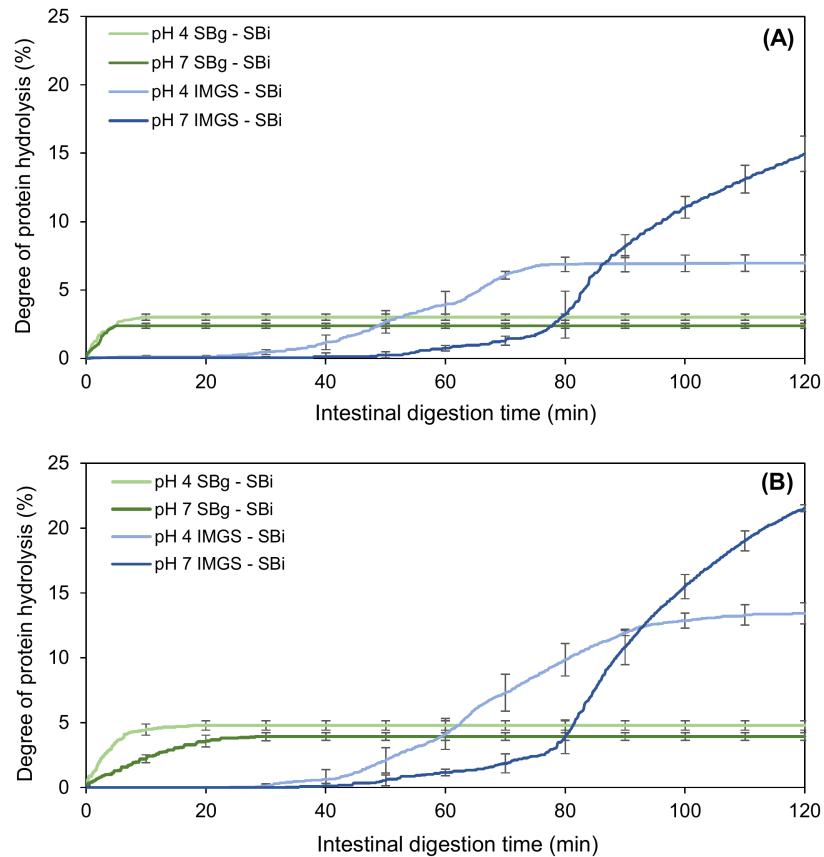 (A)
pH 4 SBg - SBi
pH 7 SBg - SBi
pH 4 IMGS - SBi
pH 7 IMGS - SBi
Degree of protein hydrolysis (%)
25
20
15
10
5
0
0 20 40 60 80 100 120
Intestinal digestion time (min)
(B)
pH 4 SBg - SBi
pH 7 SBg - SBi
pH 4 IMGS - SBi
pH 7 IMGS - SBi
Degree of protein hydrolysis (%)
25
20
15
10
5
0
0 20 40 60 80 100 120
Intestinal digestion time (min)